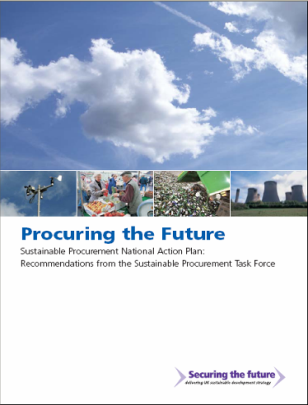 Procuring the Future
Sustainable Procurement National Action Plan:
Recommendations from the Sustainable Procurement Task Force
Securing the future
delivering UK sustainable development strategy